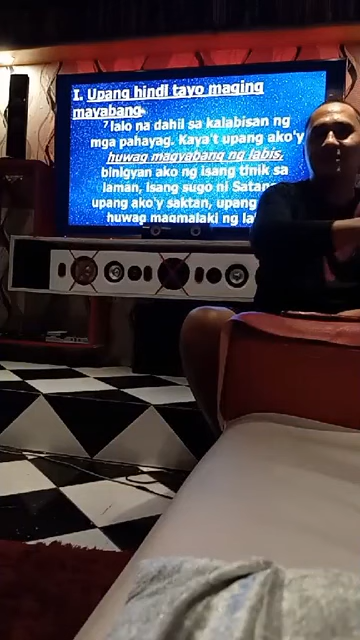 I. Upang hindi tayo maging
mayabang-
7 lalo na dahil sa kalabisan ng
mga pahayag. Kaya't upang ako'y
huwag magyabang ng labis,
binigyan ako ng isang tinik sa
laman, isang sugo ni
upang ako'y saktan, upang
huwag magmalaki ng